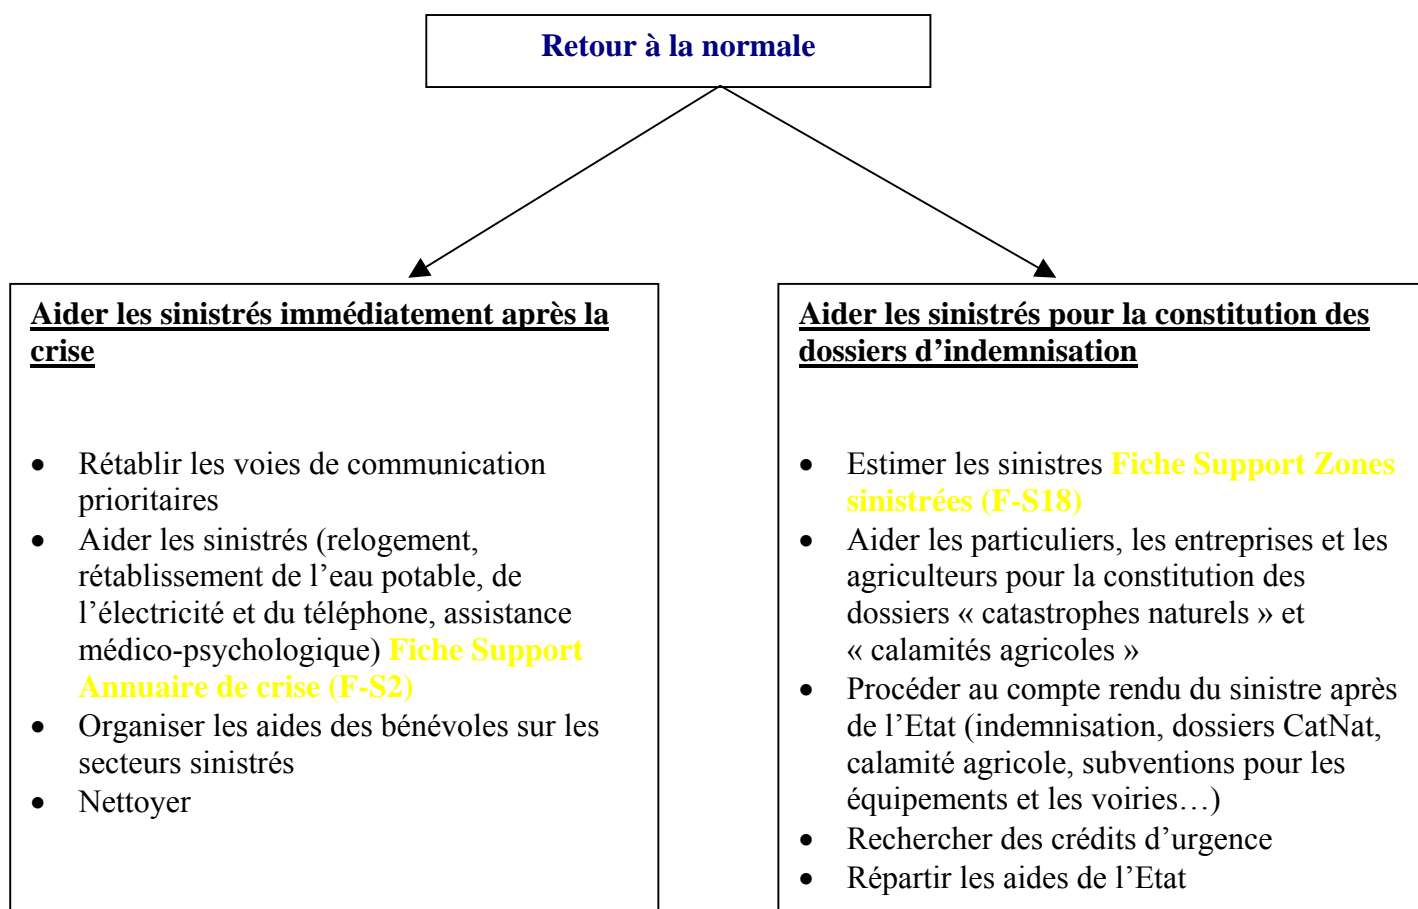 Retour à la normale
Aider les sinistrés immédiatement après la
crise
• Rétablir les voies de communication
prioritaires
• Aider les sinistrés (relogement,
rétablissement de l’eau potable, de
l’électricité et du téléphone, assistance
médico-psychologique) Fiche Support
Annuaire de crise (F-S2)
• Organiser les aides des bénévoles sur les
secteurs sinistrés
• Nettoyer
Aider les sinistrés pour la constitution des
dossiers d’indemnisation
• Estimer les sinistres Fiche Support Zones
sinistrées (F-S18)
• Aider les particuliers, les entreprises et les
agriculteurs pour la constitution des
dossiers « catastrophes naturels » et
« calamités agricoles »
• Procéder au compte rendu du sinistre après
de l’Etat (indemnisation, dossiers CatNat,
calamité agricole, subventions pour les
équipements et les voiries…)
• Rechercher des crédits d’urgence
• Répartir les aides de l’Etat